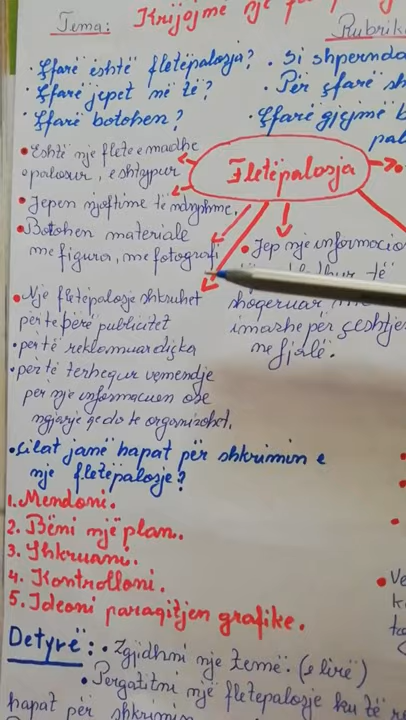 Tema: Krijojmë një
Rubrik
• Çfarë është fletëpalosja? • Si shpernda
• Çfarë jepet në të? • Për çfarë sh
Çfarë botohen? • Çfarë gjejmë
• Është një fletë e madhe
e palosur, e shtypur
Fletëpalosja
• Jepen njoftime të ndryshme.
• Botohen materiale
me figura, me fotografi
• Jep një informacio
• Një fletëpalosje shkruhet
për të bërë publicitet
shoqëruar
imazhe për çështje
në fjalë.
• për të reklamuar diçka
• për të tërhequr vëmendje
për një informacion ose
ngjarje që do të organizohet.
• Cilat janë hapat për shkrimin e
një fletëpalosje?
1. Mendoni.
2. Bëni një plan.
3. Shkruani.
4. Kontrolloni.
5. Ideoni paraqitjen grafike.
Detyrë: • Zgjidhni një temë. (e lirë)
• Përgatitni një fletëpalosje ku të
hapat për shkrimin